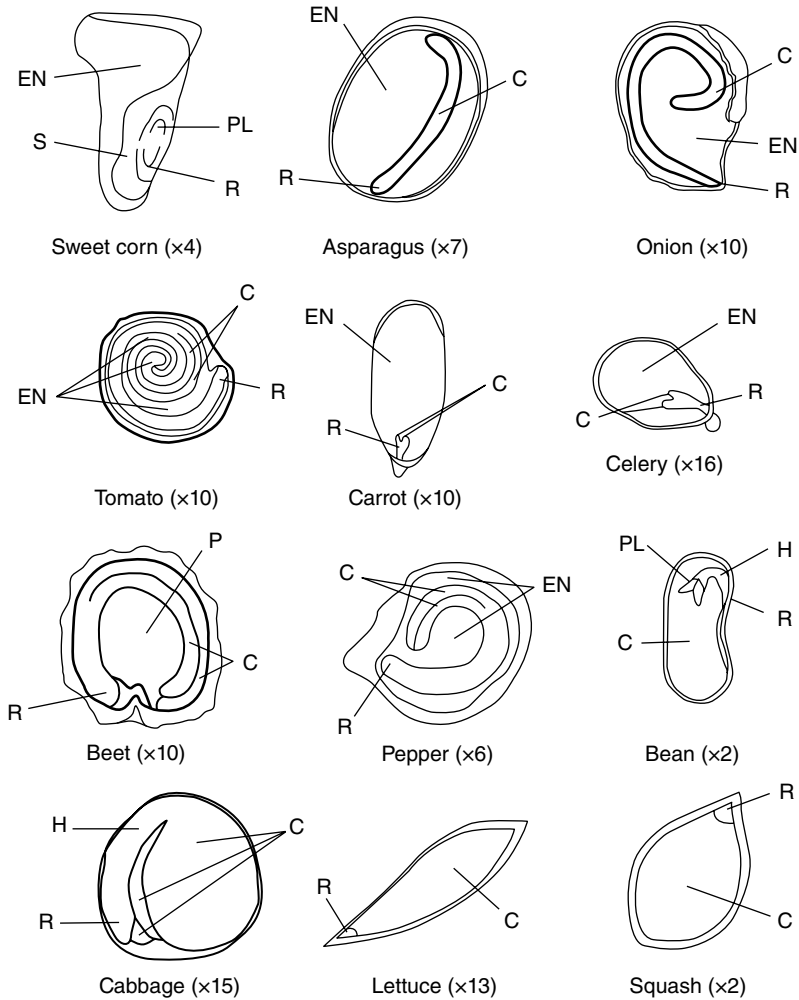 EN
S
PL
R
Sweet corn (×4)
EN
C
R
Asparagus (×7)
C
EN
R
Onion (×10)
C
EN
R
Tomato (×10)
EN
C
R
Carrot (×10)
EN
R
C
Celery (×16)
P
C
R
Beet (×10)
C
EN
R
Pepper (×6)
PL
H
R
C
Bean (×2)
H
C
R
Cabbage (×15)
R
C
Lettuce (×13)
R
C
Squash (×2)